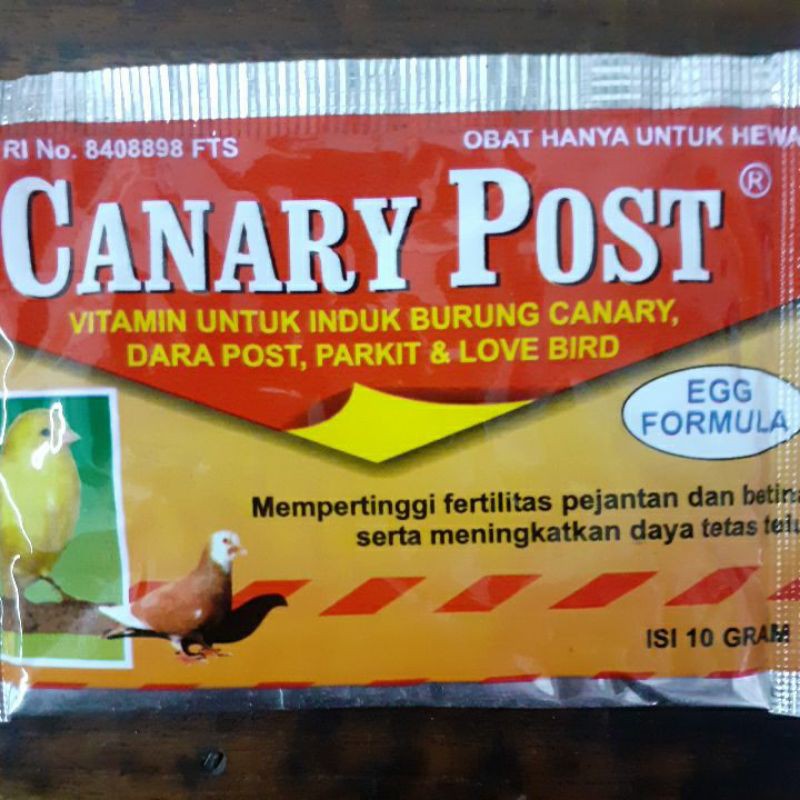 RI No. 8408898 FTS
OBAT HANYA UNTUK
CANARY POST ®
VITAMIN UNTUK INDUK BURUNG CANARY,
DARA POST, PARKIT & LOVE BIRD
EGG
FORMULA
Mempertinggi fertilitas pejantan dan
serta meningkatkan daya tetas
ISI 10 GRAM